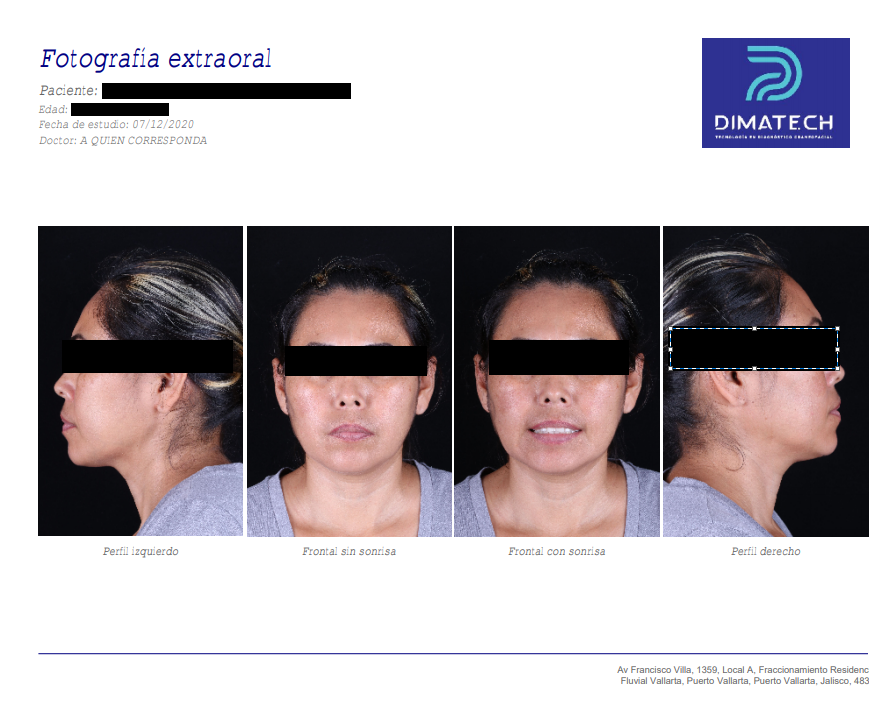 Fotografía extraoral
Paciente:
Edad:
Fecha de estudio: 07/12/2020
Doctor: A QUIEN CORRESPONDA
DIMATECH
TECNOLOGÍA EN DIAGNÓSTICO CRANEOFACIAL
Perfil izquierdo
Frontal sin sonrisa
Frontal con sonrisa
Perfil derecho
Av Francisco Villa, 1359, Local A, Fraccionamiento Residenc
Fluvial Vallarta, Puerto Vallarta, Puerto Vallarta, Jalisco, 483